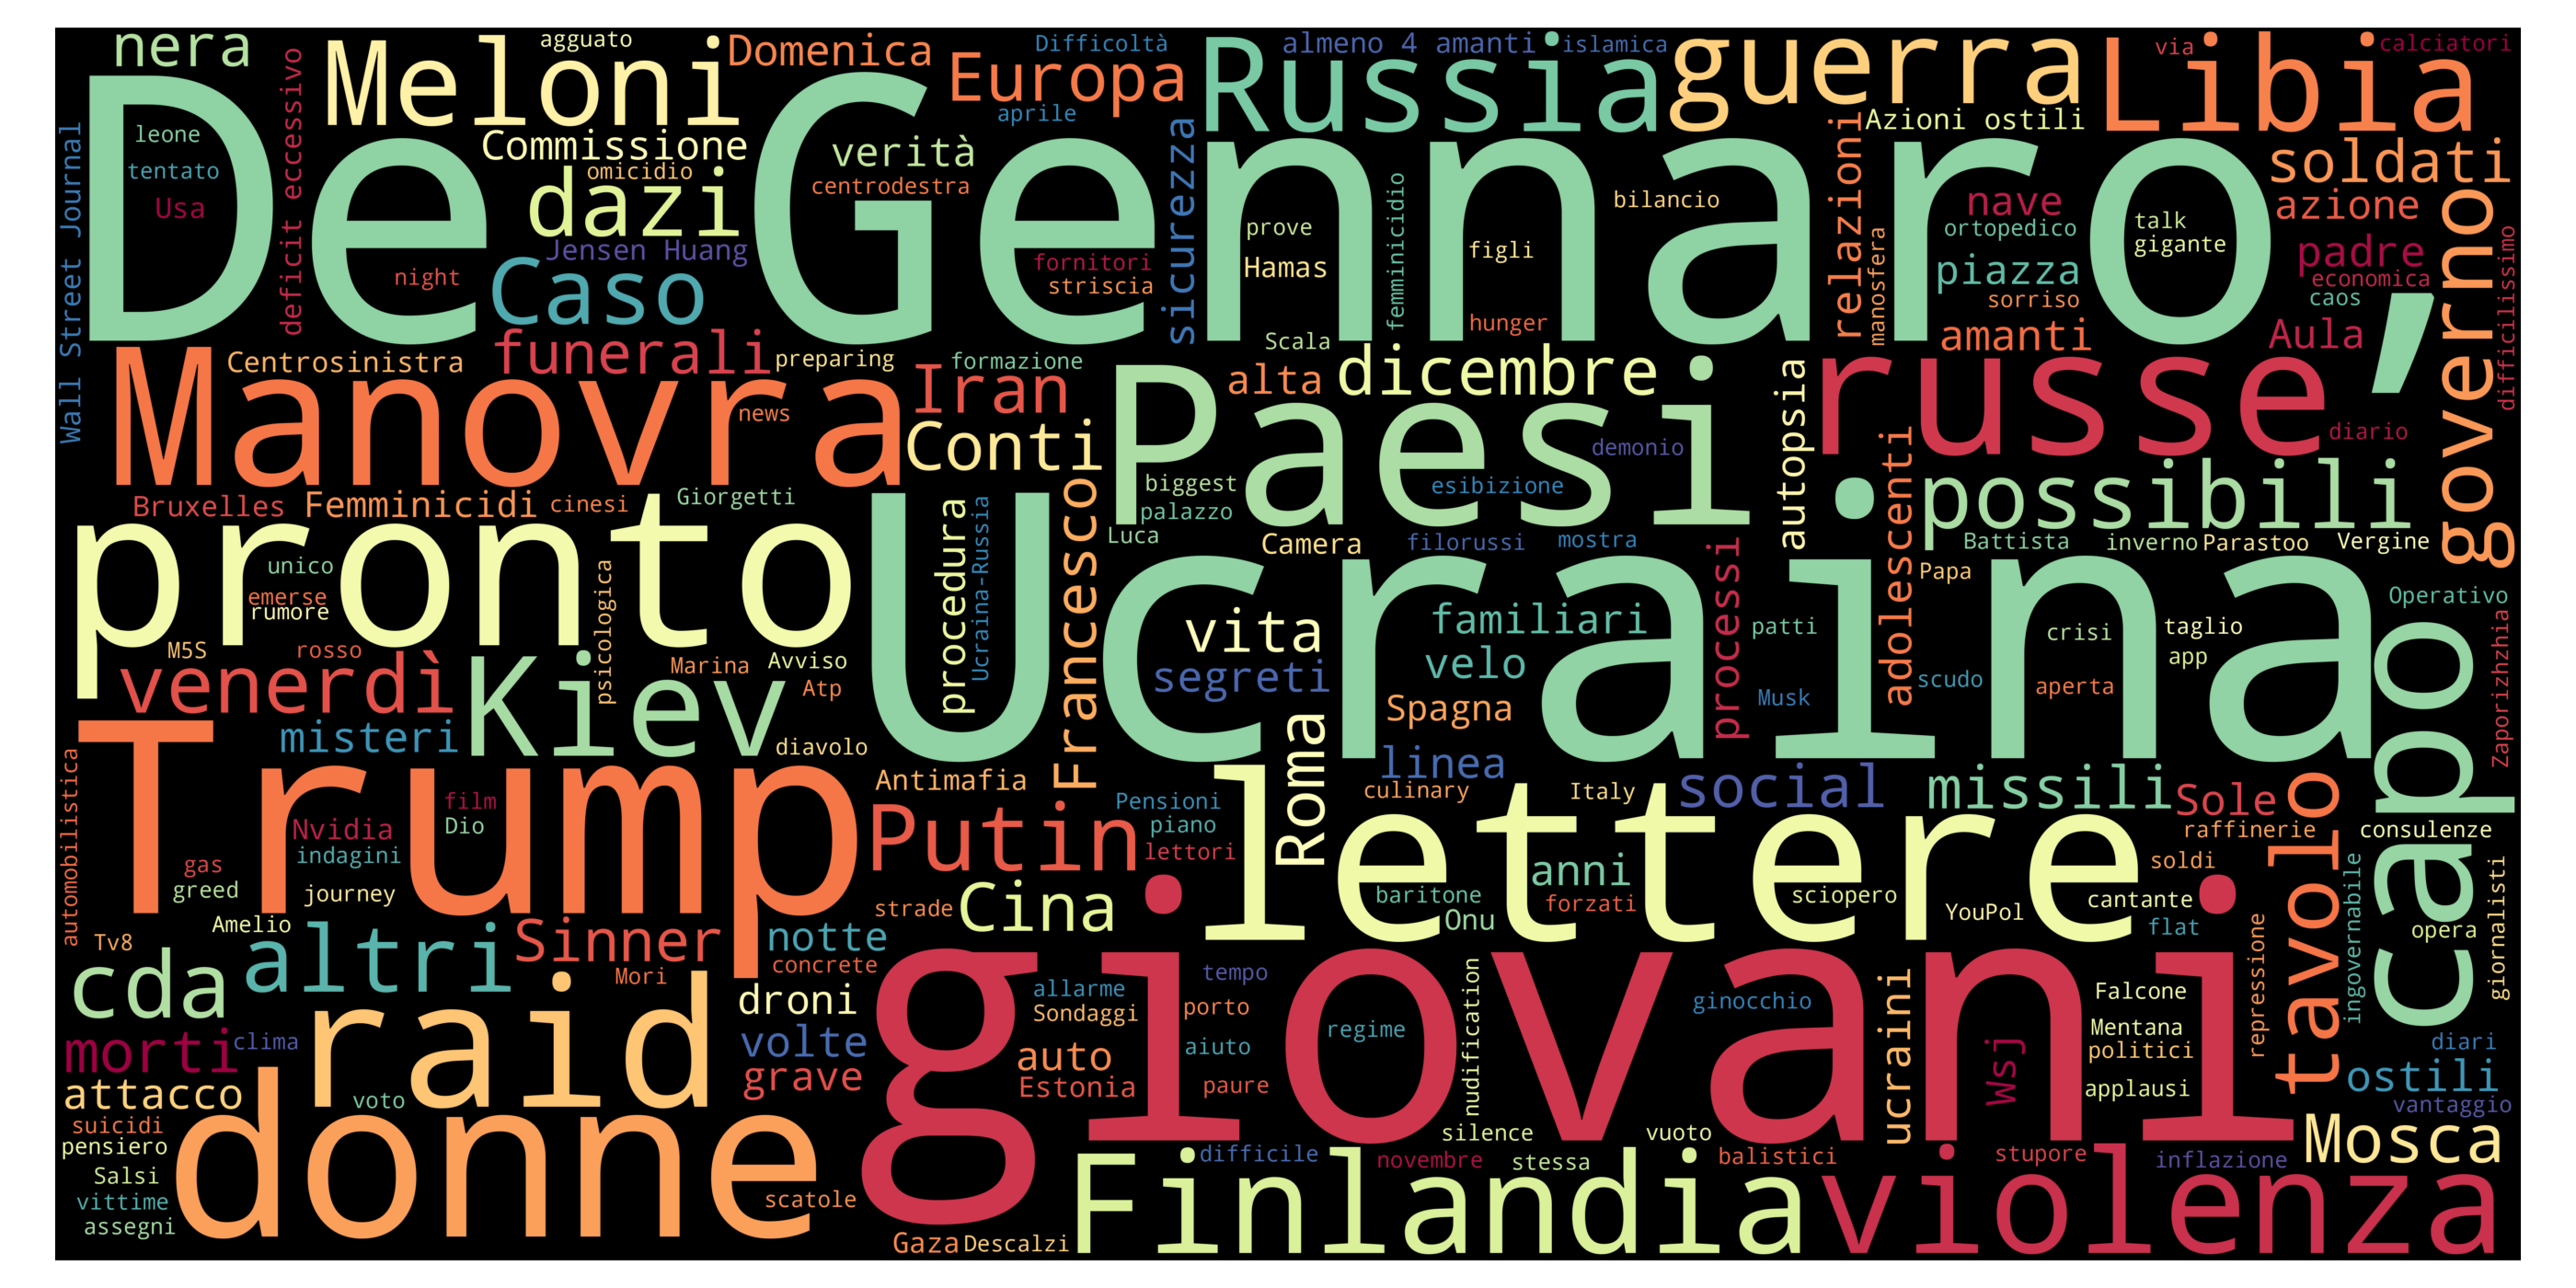 nera
Meloni
agguato
Domenica
Europa
Difficoltà
almeno 4 amanti
islamica
Russia
guerra
Libia
via
calciatori
De Gennaro,
leone
tentato
Usa
deficit eccessivo
Wall Street Journal
Commissione
omicidio
dazi
Jensen Huang
night
Caso
verità
centrodestra
aprile
fornitori
striscia
sicurezza
prove
Hamas
Scala
femminicidio
figli
hunger
bilancio
relazioni
manosfera
Azioni ostili
nave
ortopedico
piazza
sorriso
amanti
talk
gigante
soldati
azione
padre
economica
caos
Aula
governo
difficilissimo
Manovra
Centrosinistra
funerali
preparing
news
formazione
Iran
Conti
Paesi
alta
dicembre
demonio
autopsia
russe
diario
Bruxelles
Femminicidi
cinesi
Giorgetti
biggest
palazzo
Luca
esibizione
Camera
filorussi
mostra
adolescenti
possibili
Battista
inverno
Parastoo
Vergine
pronto
unico
emerse
rumore
M5S
rosso
psicologica
procedura
Ucraina-Russia
Francesco
Ucraina
vita
segreti
familiari
velo
Spagna
processi
patti
Musk
Papa
scudo
crisi
aperta
taglio
app
Operativo
Zaporizhzhia
capo
venerdì
Kiev
Marina
Avviso
Atp
misteri
diavolo
automobilistica
Trump
Antimafia
film
Dio
Nvidia
indagini
gas
greed
journey
Amelio
Tv8
Putin
Pensioni
piano
lettori
Roma
linea
culinary
Italy
social
missili
Sole
raffinerie
consulenze
tavolo
lettere
strade
Cina
anni
baritone
forzati
Onu
sciopero
YouPol
soldi
cantante
flat
repressione
ingovernabile
giornalisti
opera
altri
Sinner
Mori
notte
concrete
cda
raid
droni
giovani
allarme
Sondaggi
tempo
porto
regime
nudification
ginocchio
ucraini
Wsj
Falcone
Mentana
politici
applausi
diari
ostili
vantaggio
morti
clima
attacco
voto
volte
grave
auto
Estonia
aiuto
paure
suicidi
pensiero
Salsi
vittime
assegni
donne
scatole
Gaza
Descalzi
Finlandia
difficile
novembre
silence
stessa
vuoto
balistici
stupore
inflazione
violenza
Mosca